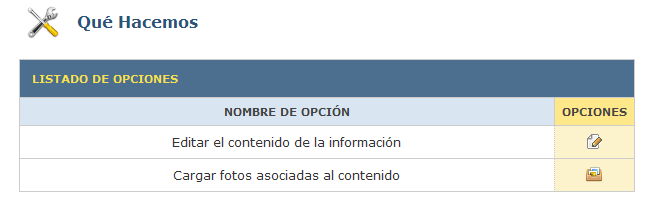 Qué Hacemos
LISTADO DE OPCIONES
NOMBRE DE OPCIÓN OPCIONES
Editar el contenido de la información
Cargar fotos asociadas al contenido